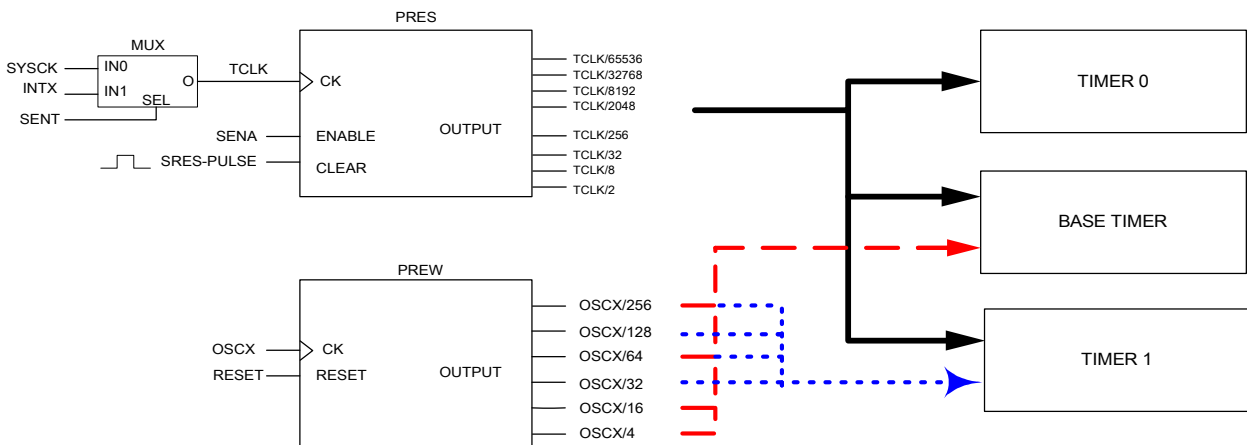 PRES
MUX
SYSCK
IN0
INTX
IN1
O
SEL
SENT
TCLK
CK
SENA
ENABLE
SRES-PULSE
CLEAR
OUTPUT
TCLK/65536
TCLK/32768
TCLK/8192
TCLK/2048
TCLK/256
TCLK/32
TCLK/8
TCLK/2
TIMER 0
BASE TIMER
TIMER 1
PREW
OSCX
CK
RESET
RESET
OUTPUT
OSCX/256
OSCX/128
OSCX/64
OSCX/32
OSCX/16
OSCX/4